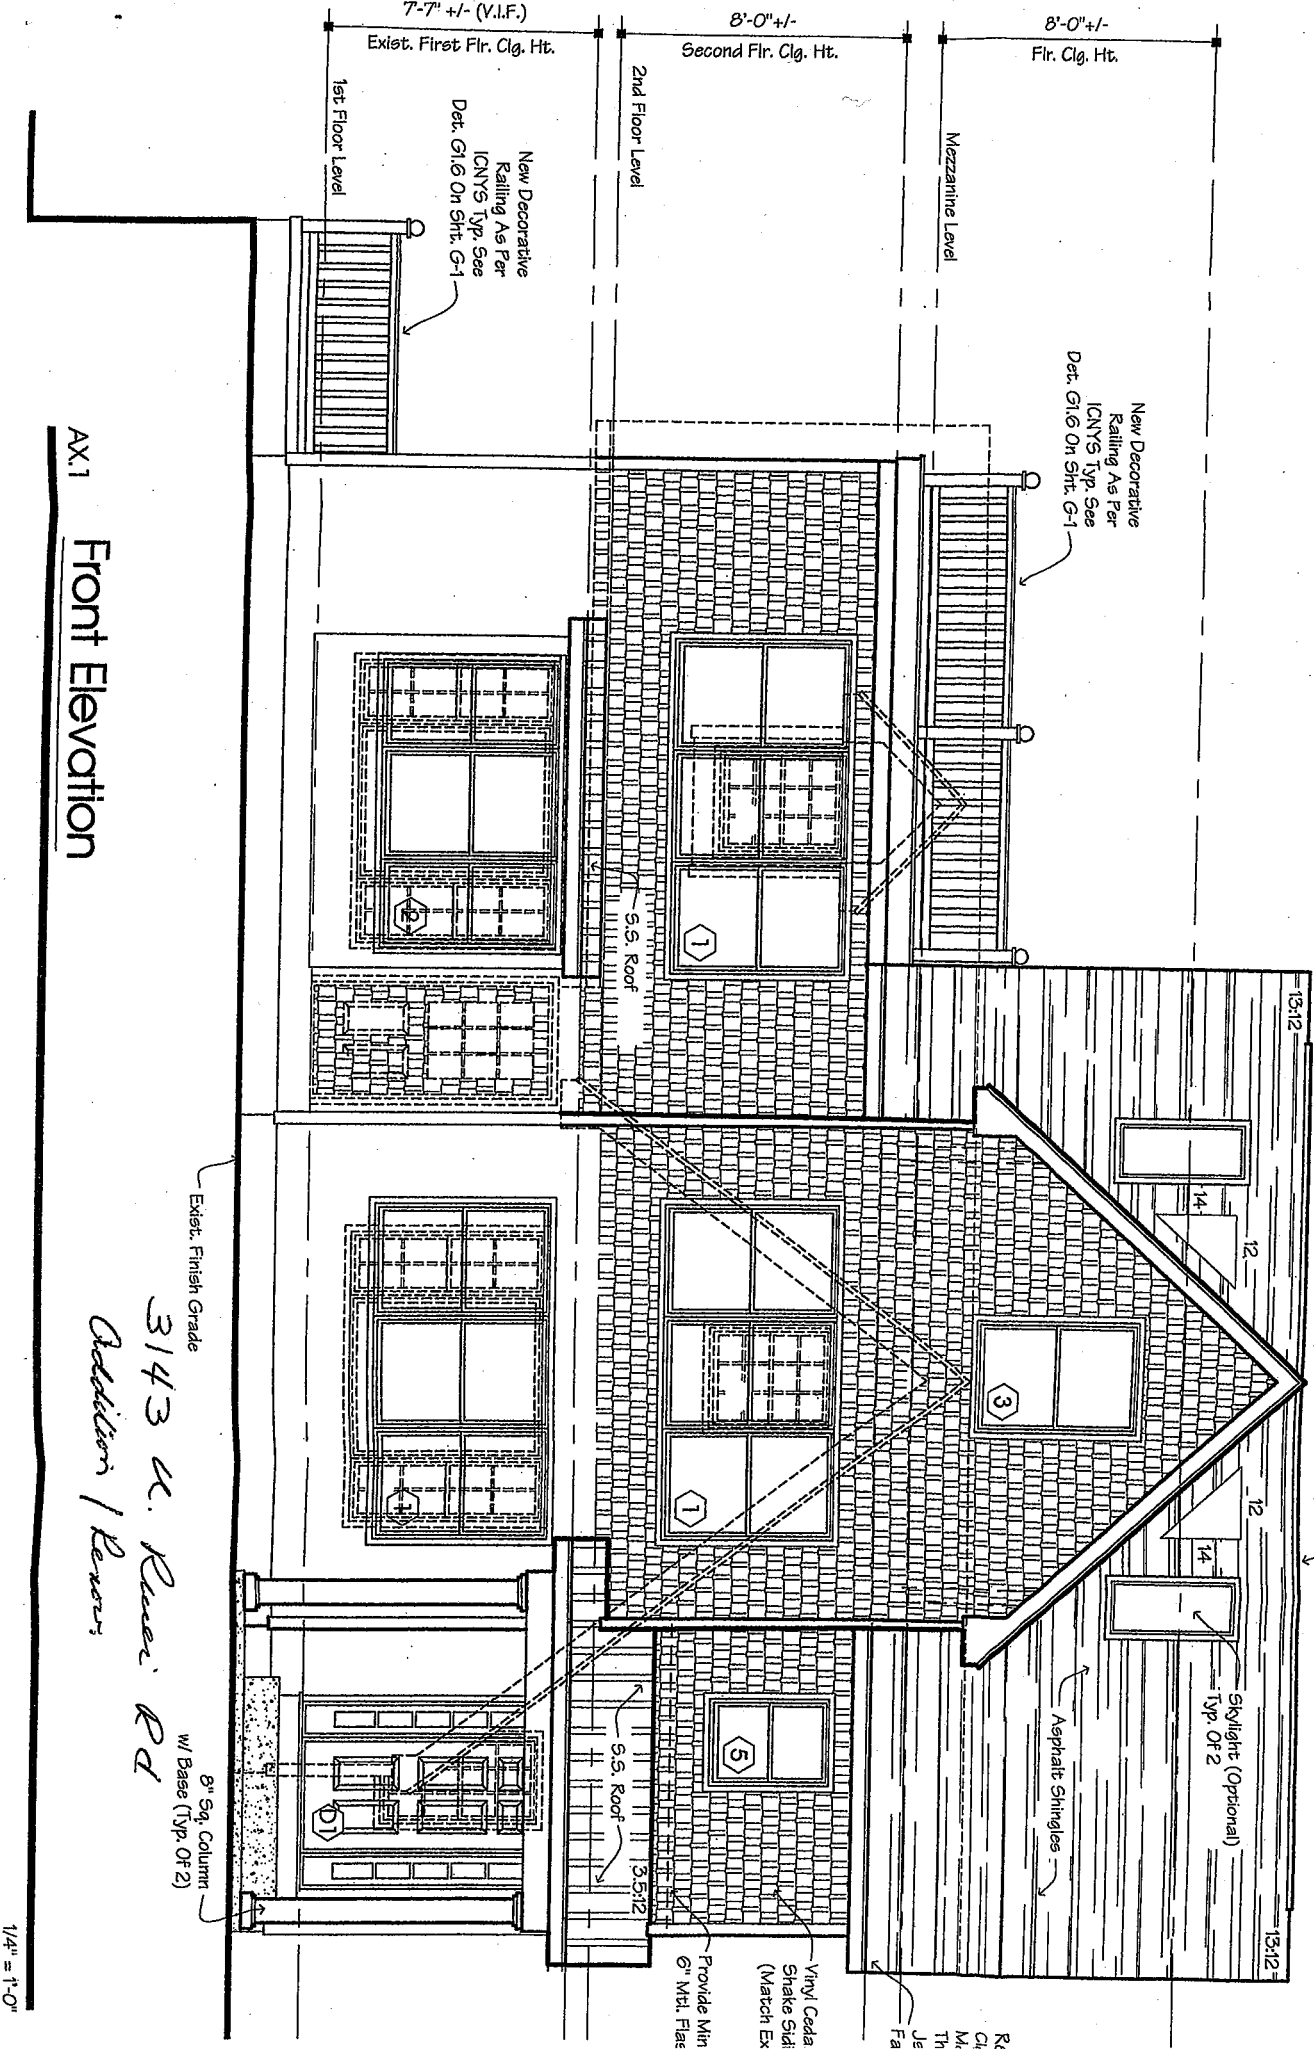 7'-7" +/- (V.I.F.)
Exist. First Flr. Clg. Ht.
8'-0"+/-
Second Flr. Clg. Ht.
8'-0"+/-
Flr. Clg. Ht.
1st Floor Level
2nd Floor Level
Mezzanine Level
New Decorative
Railing As Per
ICNYS Typ. See
Det. G1.6 On Sht. G-1
New Decorative
Railing As Per
ICNYS Typ. See
Det. G1.6 On Sht. G-1
13:12
14
12
12
14
Skylight (Optional)
Typ. Of 2
Asphalt Shingles
13:12
S.S. Roof
1
2
3
1
1
5
S.S. Roof
3.5:12
D1
Vinyl Ceda
Shake Sidi
(Match Ex
Provide Min
6" Mtl. Flas
Exist. Finish Grade
8" Sq. Column
w/ Base (Typ. Of 2)
AX.1
Front Elevation
3143 Rd
Addition / Renov.
1/4" = 1'-0"